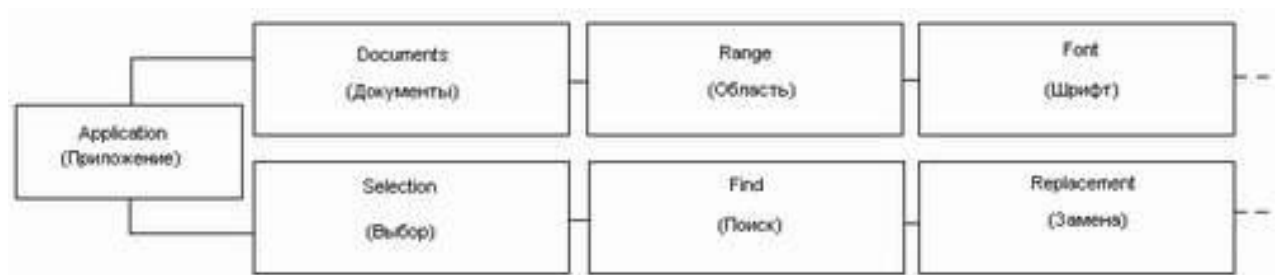 Application
(Приложение)
Documents
(Документы)
Range
(Область)
Font
(Шрифт)
Selection
(Выбор)
Find
(Поиск)
Replacement
(Замена)